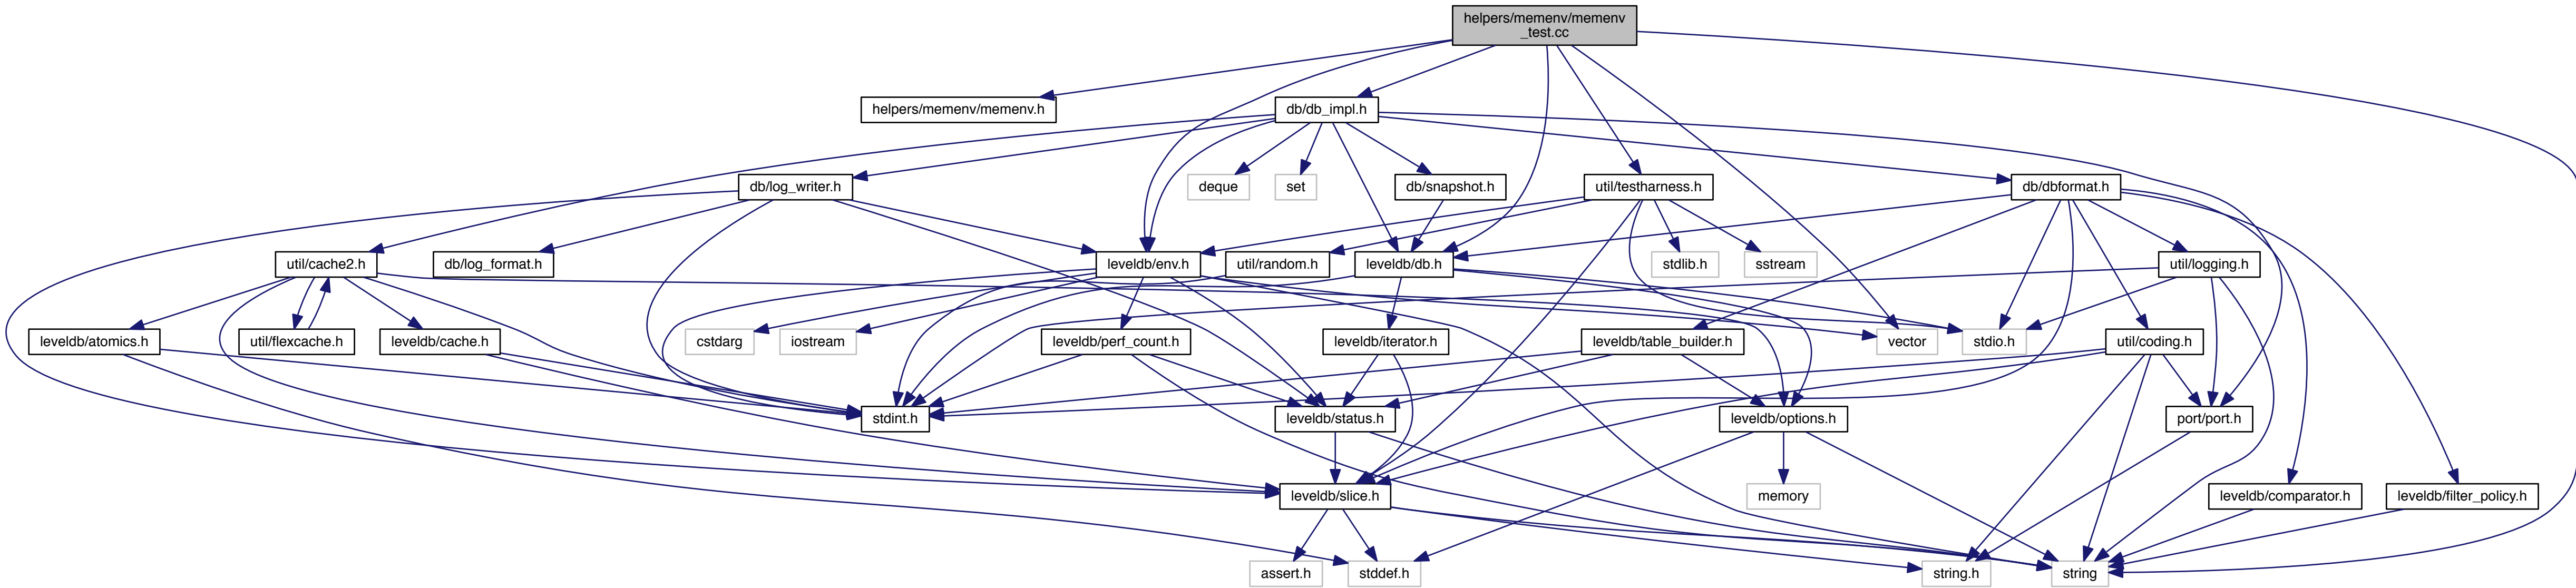 helpers/memenv/memenv
_test.cc
helpers/memenv/memenv.h
db/db_impl.h
db/log_writer.h
deque
set
db/snapshot.h
util/testharness.h
db/dbformat.h
util/cache2.h
db/log_format.h
leveldb/env.h
util/random.h
leveldb/db.h
stdlib.h
sstream
util/logging.h
leveldb/atomics.h
util/flexcache.h
leveldb/cache.h
cstdarg
iostream
leveldb/perf_count.h
leveldb/iterator.h
leveldb/table_builder.h
vector
stdio.h
util/coding.h
stdint.h
leveldb/status.h
leveldb/options.h
port/port.h
leveldb/slice.h
memory
leveldb/comparator.h
leveldb/filter_policy.h
assert.h
stddef.h
string.h
string